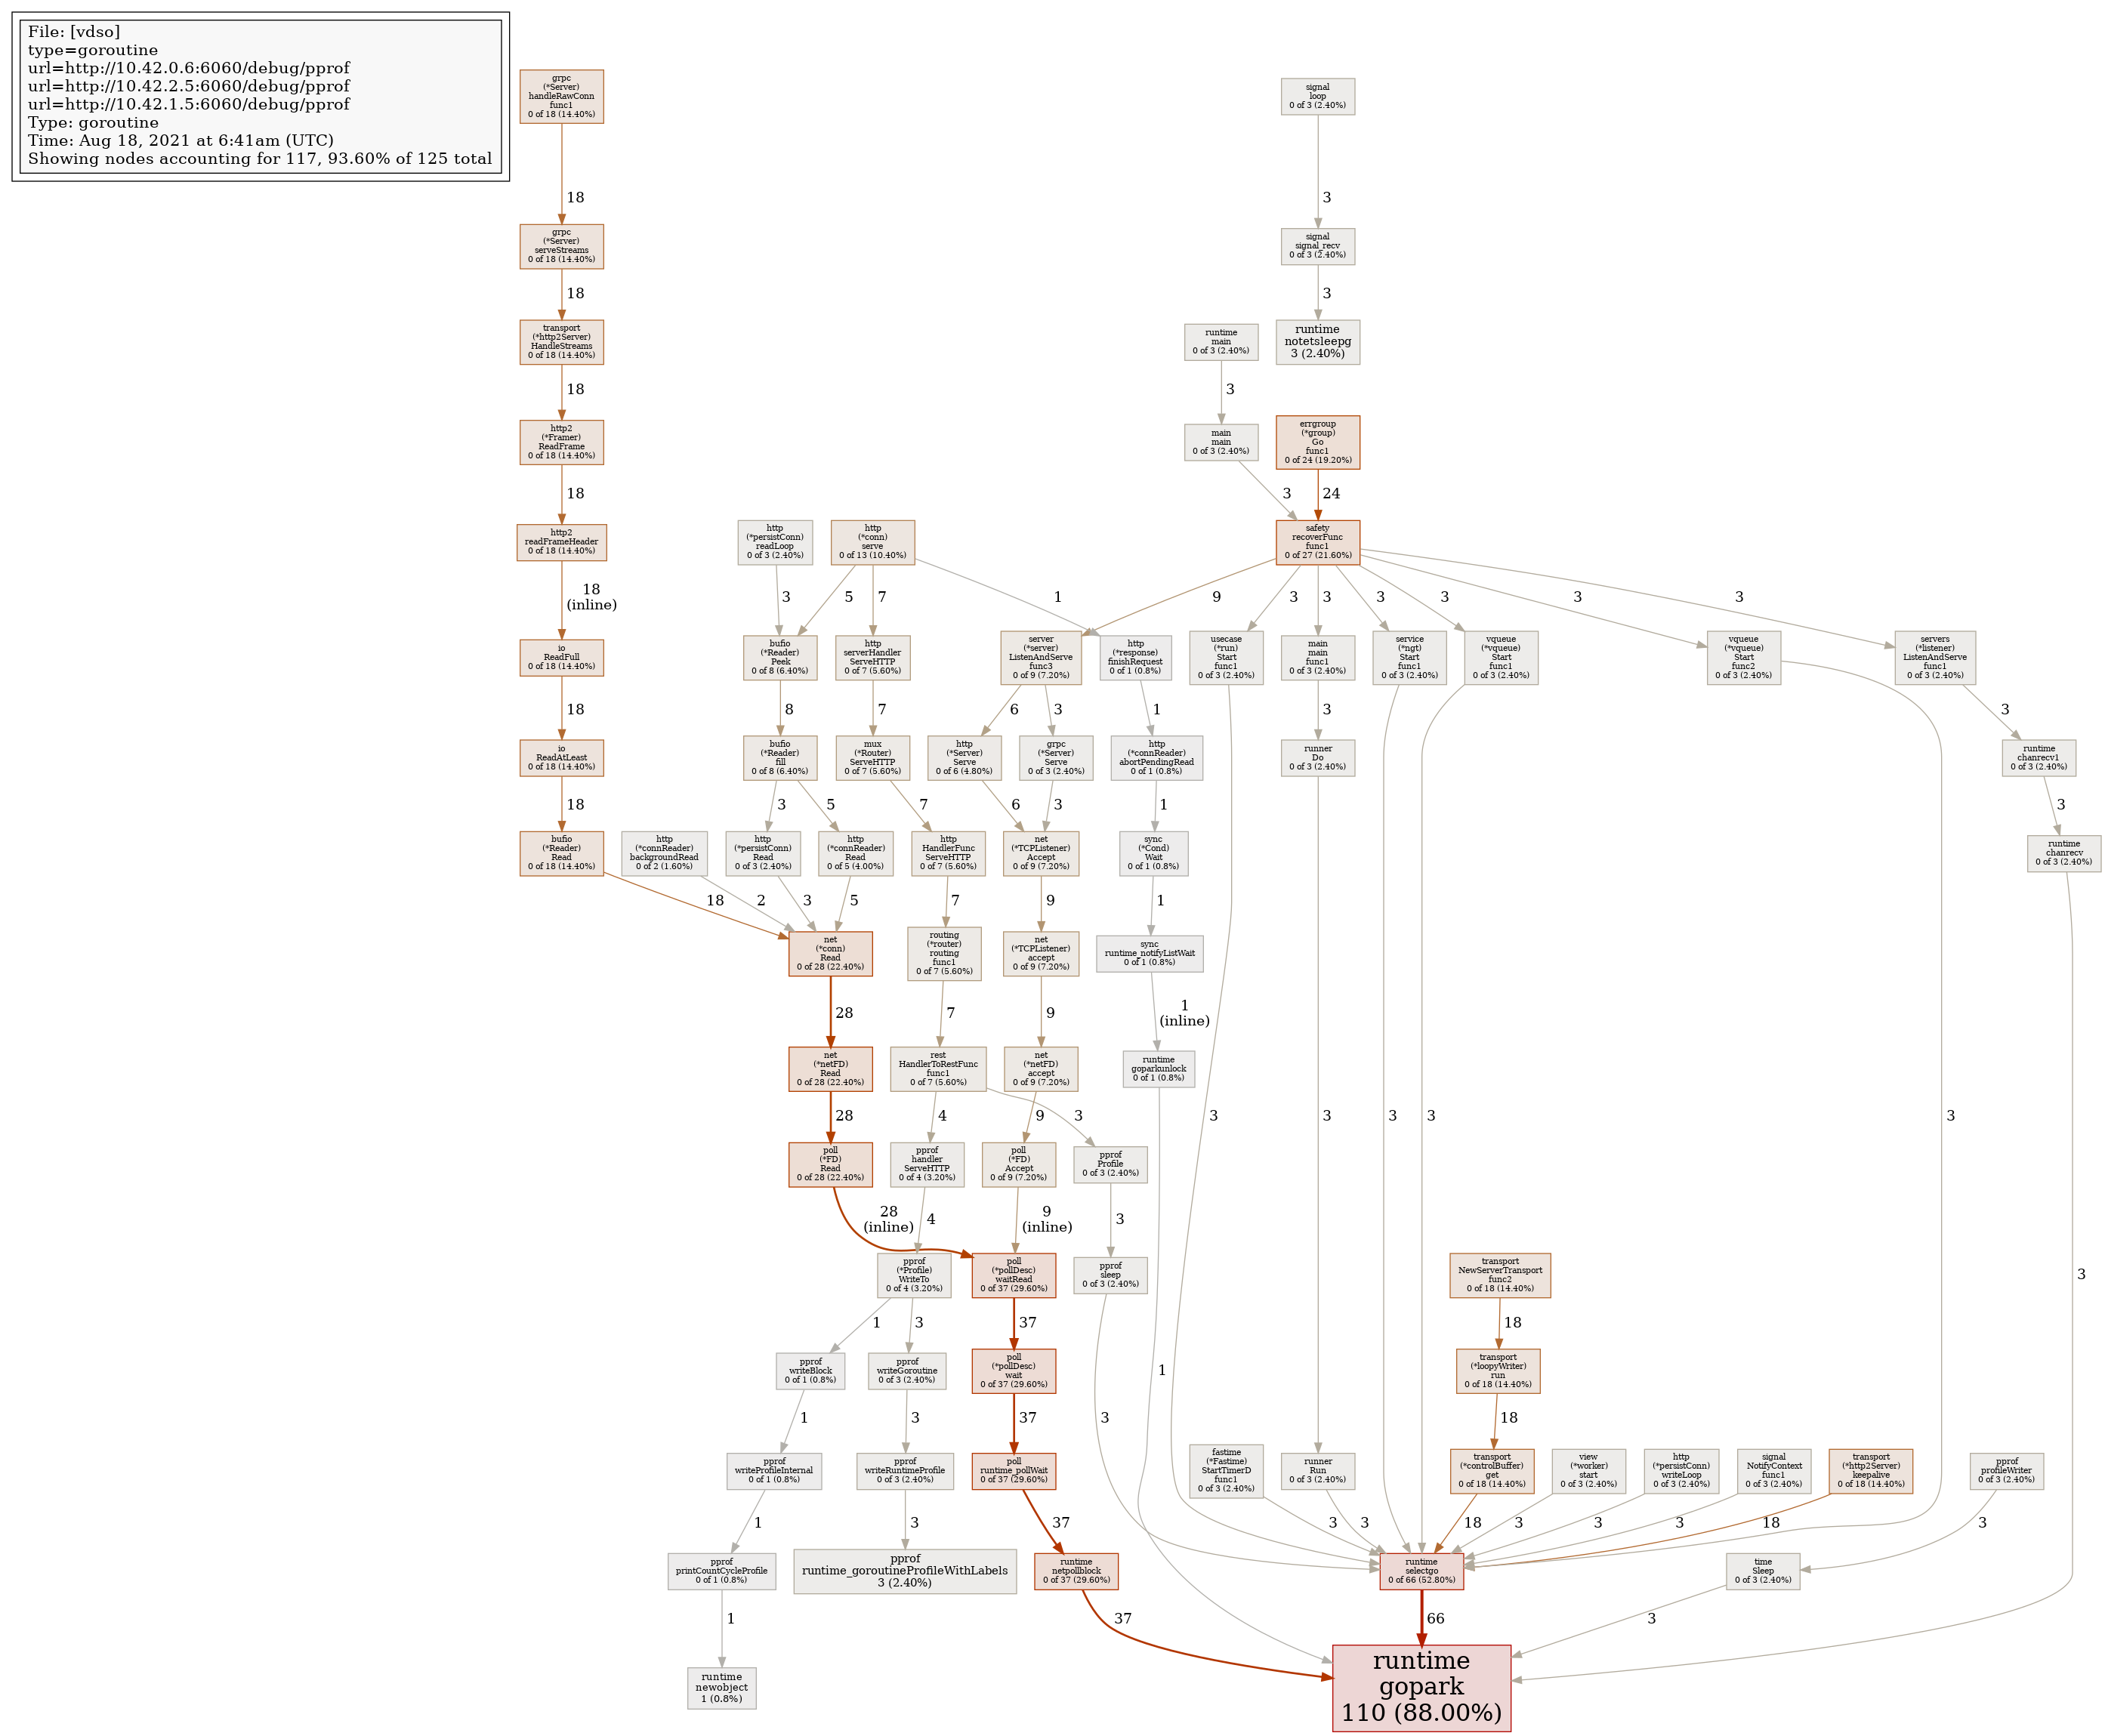 File: [vdso]
type=goroutine
url=http://10.42.0.6:6060/debug/pprof
url=http://10.42.2.5:6060/debug/pprof
url=http://10.42.1.5:6060/debug/pprof
Type: goroutine
Time: Aug 18, 2021 at 6:41am (UTC)
Showing nodes accounting for 117, 93.60% of 125 total
grpc
(*Server)
handleRawConn
func1
0 of 18 (14.40%)
signal
loop
0 of 3 (2.40%)
18
3
grpc
(*Server)
serveStreams
0 of 18 (14.40%)
signal
signal_recv
0 of 3 (2.40%)
18
3
transport
(*http2Server)
HandleStreams
0 of 18 (14.40%)
runtime
main
0 of 3 (2.40%)
runtime
notetsleepg
3 (2.40%)
18
3
http2
(*Framer)
ReadFrame
0 of 18 (14.40%)
main
main
0 of 3 (2.40%)
errgroup
(*group)
Go
func1
0 of 24 (19.20%)
18
3
24
http2
readFrameHeader
0 of 18 (14.40%)
http
(*persistConn)
readLoop
0 of 3 (2.40%)
http
(*conn)
serve
0 of 13 (10.40%)
safety
recoverFunc
func1
0 of 27 (21.60%)
18
(inline)
3
5
7
1
9
3
3
3
3
3
3
io
ReadFull
0 of 18 (14.40%)
bufio
(*Reader)
Peek
0 of 8 (6.40%)
http
serverHandler
ServeHTTP
0 of 7 (5.60%)
server
(*server)
ListenAndServe
func3
0 of 9 (7.20%)
http
(*response)
finishRequest
0 of 1 (0.8%)
usecase
(*run)
Start
func1
0 of 3 (2.40%)
main
main
func1
0 of 3 (2.40%)
service
(*ngt)
Start
func1
0 of 3 (2.40%)
vqueue
(*vqueue)
Start
func1
0 of 3 (2.40%)
vqueue
(*vqueue)
Start
func2
0 of 3 (2.40%)
servers
(*listener)
ListenAndServe
func1
0 of 3 (2.40%)
18
8
7
6
3
1
3
3
io
ReadAtLeast
0 of 18 (14.40%)
bufio
(*Reader)
fill
0 of 8 (6.40%)
mux
(*Router)
ServeHTTP
0 of 7 (5.60%)
http
(*Server)
Serve
0 of 6 (4.80%)
grpc
(*Server)
Serve
0 of 3 (2.40%)
http
(*connReader)
abortPendingRead
0 of 1 (0.8%)
runner
Do
0 of 3 (2.40%)
runtime
chanrecv1
0 of 3 (2.40%)
18
3
5
7
6
3
1
3
bufio
(*Reader)
Read
0 of 18 (14.40%)
http
(*connReader)
backgroundRead
0 of 2 (1.60%)
http
(*persistConn)
Read
0 of 3 (2.40%)
http
(*connReader)
Read
0 of 5 (4.00%)
http
HandlerFunc
ServeHTTP
0 of 7 (5.60%)
net
(*TCPListener)
Accept
0 of 9 (7.20%)
sync
(*Cond)
Wait
0 of 1 (0.8%)
runtime
chanrecv
0 of 3 (2.40%)
18
2
3
5
7
9
1
net
(*conn)
Read
0 of 28 (22.40%)
routing
(*router)
routing
func1
0 of 7 (5.60%)
net
(*TCPListener)
accept
0 of 9 (7.20%)
sync
runtime_notifyListWait
0 of 1 (0.8%)
28
7
9
1
(inline)
net
(*netFD)
Read
0 of 28 (22.40%)
rest
HandlerToRestFunc
func1
0 of 7 (5.60%)
net
(*netFD)
accept
0 of 9 (7.20%)
runtime
goparkunlock
0 of 1 (0.8%)
28
4
9
3
3
3
3
3
3
poll
(*FD)
Read
0 of 28 (22.40%)
pprof
handler
ServeHTTP
0 of 4 (3.20%)
poll
(*FD)
Accept
0 of 9 (7.20%)
pprof
Profile
0 of 3 (2.40%)
28
(inline)
4
9
(inline)
3
3
pprof
(*Profile)
WriteTo
0 of 4 (3.20%)
poll
(*pollDesc)
waitRead
0 of 37 (29.60%)
pprof
sleep
0 of 3 (2.40%)
transport
NewServerTransport
func2
0 of 18 (14.40%)
1
3
37
1
18
pprof
writeBlock
0 of 1 (0.8%)
pprof
writeGoroutine
0 of 3 (2.40%)
poll
(*pollDesc)
wait
0 of 37 (29.60%)
transport
(*loopyWriter)
run
0 of 18 (14.40%)
1
3
37
3
18
pprof
writeProfileInternal
0 of 1 (0.8%)
pprof
writeRuntimeProfile
0 of 3 (2.40%)
poll
runtime_pollWait
0 of 37 (29.60%)
fastime
(*Fastime)
StartTimerD
func1
0 of 3 (2.40%)
runner
Run
0 of 3 (2.40%)
transport
(*controlBuffer)
get
0 of 18 (14.40%)
view
(*worker)
start
0 of 3 (2.40%)
http
(*persistConn)
writeLoop
0 of 3 (2.40%)
signal
NotifyContext
func1
0 of 3 (2.40%)
transport
(*http2Server)
keepalive
0 of 18 (14.40%)
pprof
profileWriter
0 of 3 (2.40%)
1
3
37
3
3
18
3
3
3
18
3
pprof
printCountCycleProfile
0 of 1 (0.8%)
pprof
runtime_goroutineProfileWithLabels
3 (2.40%)
runtime
netpollblock
0 of 37 (29.60%)
runtime
selectgo
0 of 66 (52.80%)
time
Sleep
0 of 3 (2.40%)
1
37
66
3
runtime
newobject
1 (0.8%)
runtime
gopark
110 (88.00%)